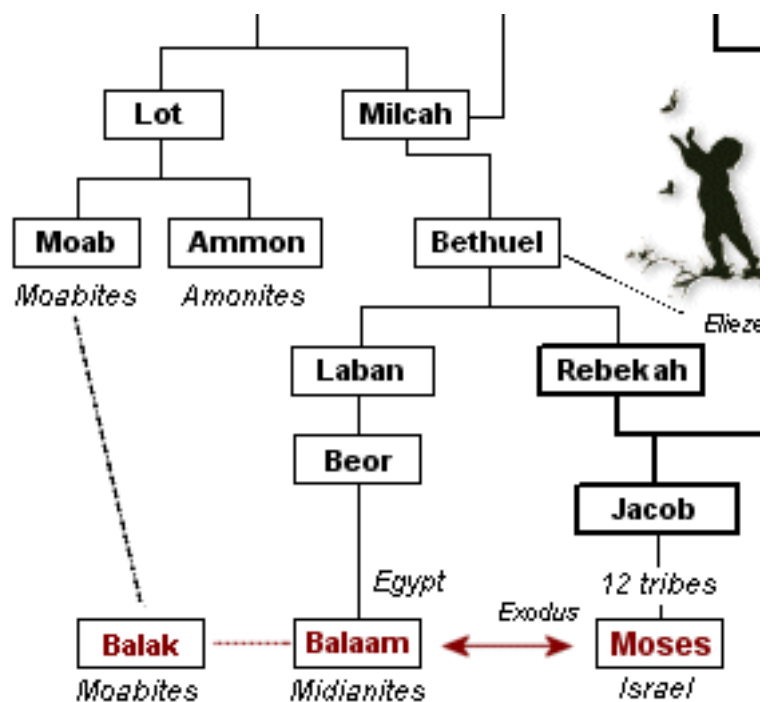 Lot
Milcah
Moab
Ammon
Bethuel
Moabites
Amonites
Elieze
Laban
Rebekah
Beor
Jacob
Egypt
12 tribes
Exodus
Balak
Balaam
Moses
Moabites
Midianites
Israel